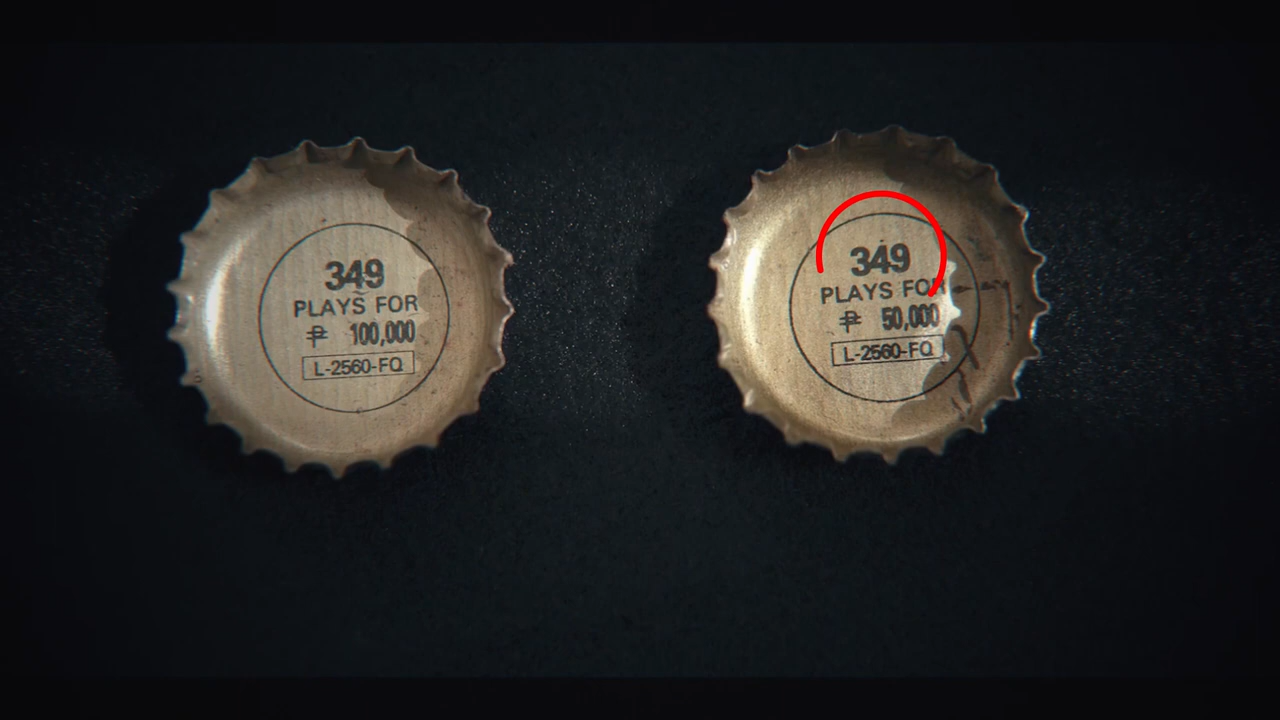 349
PLAYS FOR
₱ 100,000
L-2560-FQ
349
PLAYS FOR
₱ 50,000
L-2560-FQ